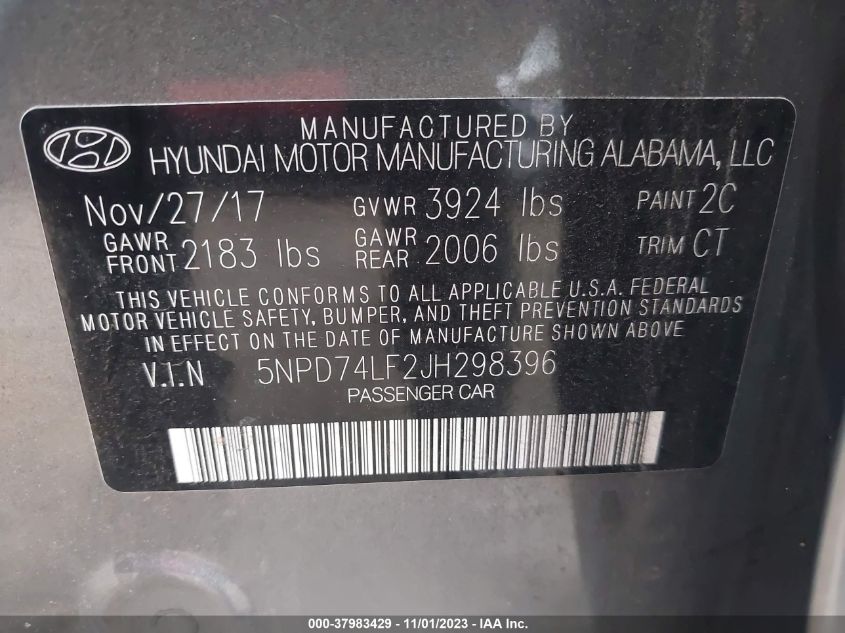 MANUFACTURED BY
HYUNDAI MOTOR MANUFACTURING ALABAMA, LLC
Nov/27/17 GVWR 3924 lbs PAINT 2C
GAWR FRONT 2183 lbs GAWR REAR 2006 lbs TRIM CT
THIS VEHICLE CONFORMS TO ALL APPLICABLE U.S.A. FEDERAL
MOTOR VEHICLE SAFETY, BUMPER, AND THEFT PREVENTION STANDARDS
IN EFFECT ON THE DATE OF MANUFACTURE SHOWN ABOVE
V.I.N 5NPD74LF2JH298396
PASSENGER CAR
000-37983429 - 11/01/2023 - IAA Inc.